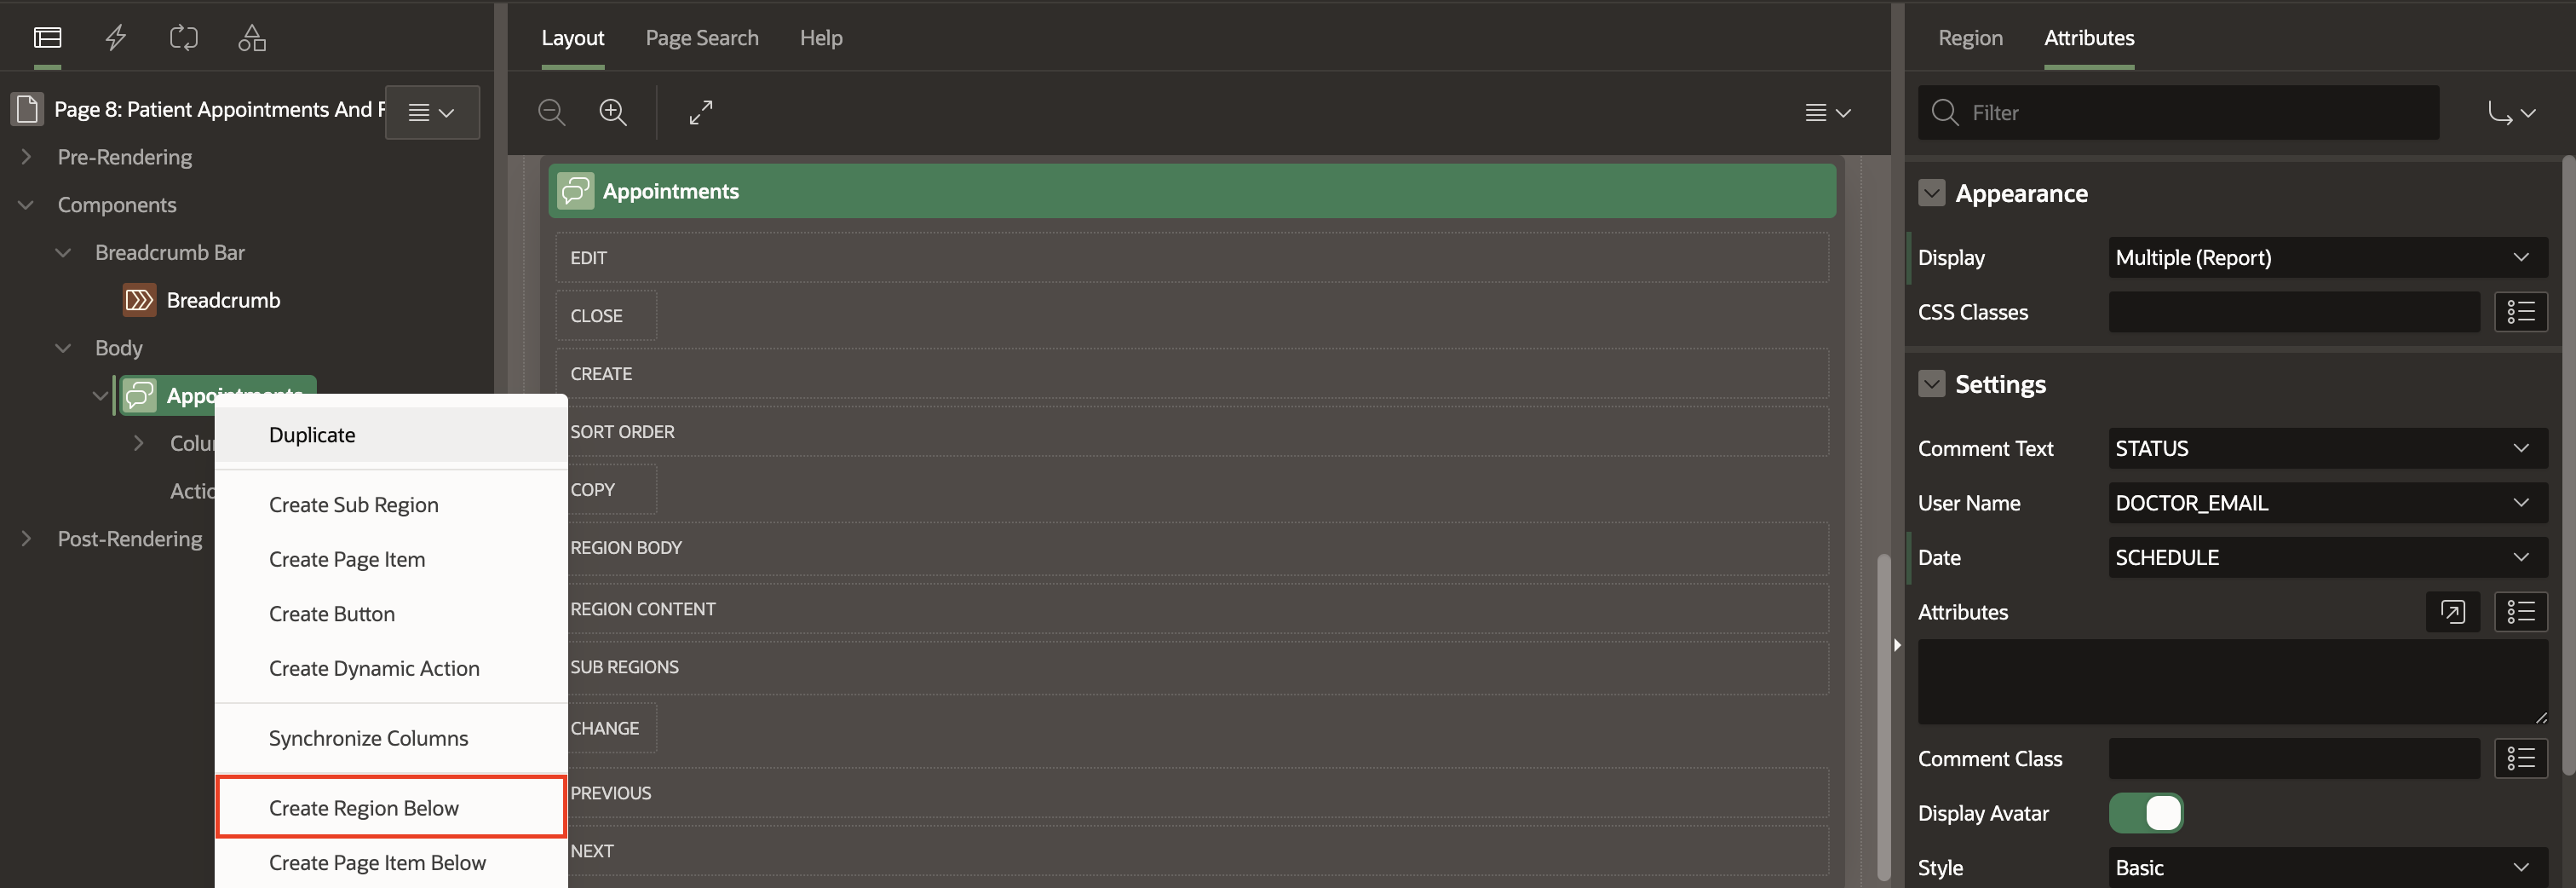 Page 8: Patient Appointments And
Pre-Rendering
Components
Breadcrumb Bar
Breadcrumb
Body
Appointments
Post-Rendering
Duplicate
Create Sub Region
Create Page Item
Create Button
Create Dynamic Action
Synchronize Columns
Create Region Below
Create Page Item Below
Layout Page Search Help
Appointments
EDIT
CLOSE
CREATE
SORT ORDER
COPY
REGION BODY
REGION CONTENT
SUB REGIONS
CHANGE
PREVIOUS
NEXT
Region Attributes
Filter
Appearance
Display Multiple (Report)
CSS Classes
Settings
Comment Text STATUS
User Name DOCTOR_EMAIL
Date SCHEDULE
Attributes
Comment Class
Display Avatar
Style Basic